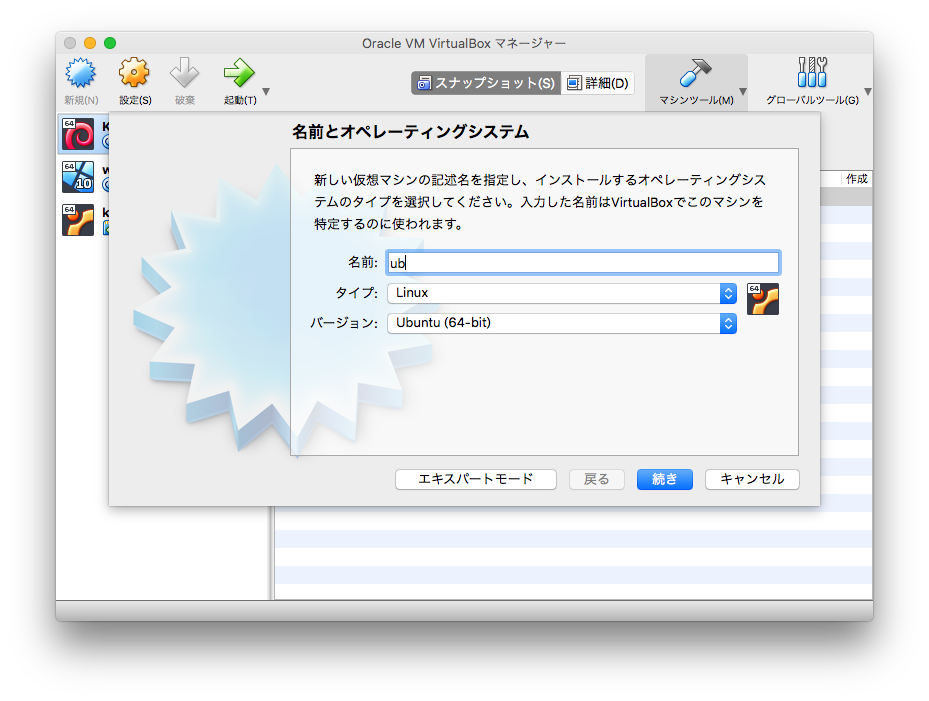 Oracle VM VirtualBox マネージャー
新規(N) 設定(S) 破棄 起動(T) スナップショット(S) 詳細(D) マシンツール(M) グローバルツール(G)
名前とオペレーティングシステム
64 K
新しい仮想マシンの記述名を指定し、インストールするオペレーティングシス
テムのタイプを選択してください。入力した名前はVirtualBoxでこのマシンを
特定するのに使われます。
作成
64 10 w
64 k
名前: ub
タイプ: Linux 64
バージョン: Ubuntu (64-bit)
エキスパートモード 戻る 続き キャンセル